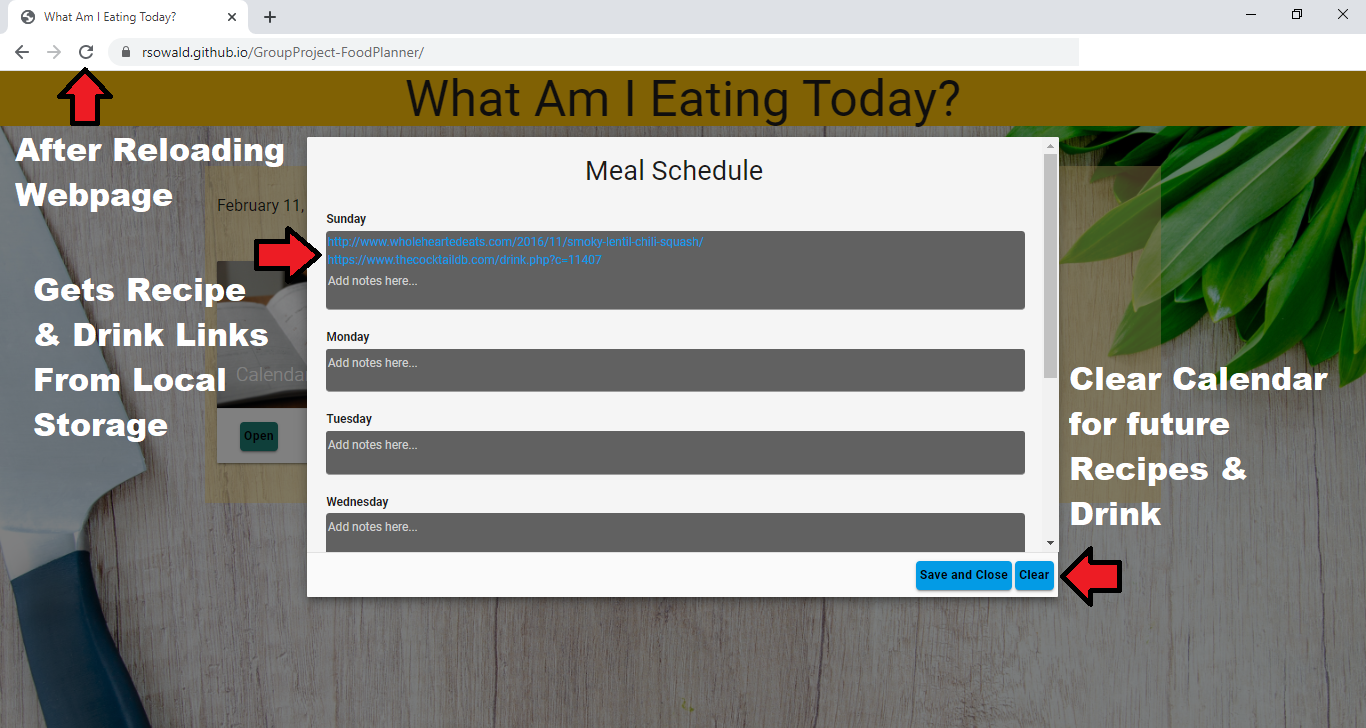 What Am I Eating Today?
rsowald.github.io/GroupProject-FoodPlanner/
What Am I Eating Today?
After Reloading
Webpage
February 11,
Meal Schedule
Sunday
http://www.wholeheartedeats.com/2016/11/smoky-lentil-chili-squash/
https://www.thecocktaildb.com/drink.php?c=11407
Add notes here...
Gets Recipe
& Drink Links
From Local
Storage
Calendar
Open
Monday
Add notes here...
Tuesday
Add notes here...
Wednesday
Add notes here...
Clear Calendar
for future
Recipes &
Drink
Save and Close
Clear